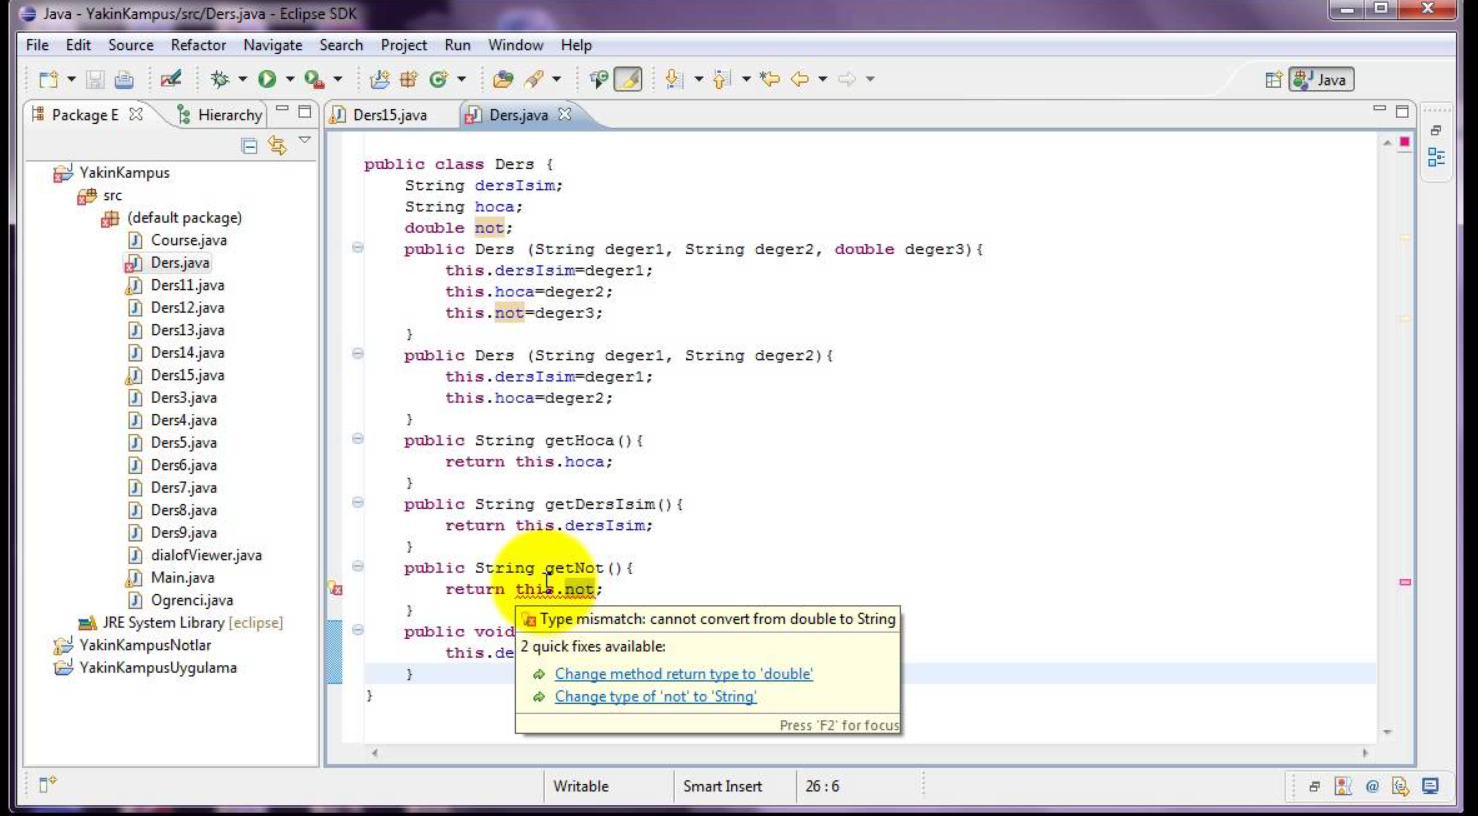 Java - YakinKampus/src/Ders.java - Eclipse SDK
File Edit Source Refactor Navigate Search Project Run Window Help
Java
Package E
Hierarchy
Ders15.java
Ders.java
YakinKampus
src
(default package)
Course.java
Ders.java
Ders11.java
Ders12.java
Ders13.java
Ders14.java
Ders15.java
Ders3.java
Ders4.java
Ders5.java
Ders6.java
Ders7.java
Ders8.java
Ders9.java
dialofViewer.java
Main.java
Ogrenci.java
JRE System Library [eclipse]
YakinKampusNotlar
YakinKampusUygulama
public class Ders {
String dersIsim;
String hoca;
double not;
public Ders (String deger1, String deger2, double deger3){
this.dersIsim=deger1;
this.hoca=deger2;
this.not=deger3;
}
public Ders (String deger1, String deger2){
this.dersIsim=deger1;
this.hoca=deger2;
}
public String getHoca(){
return this.hoca;
}
public String getDersIsim(){
return this.dersIsim;
}
public String getNot(){
return this.not;
}
public void
this.de
}
}
Type mismatch: cannot convert from double to String
2 quick fixes available:
Change method return type to 'double'
Change type of 'not' to 'String'
Press 'F2' for focus
Writable
Smart Insert
26 : 6